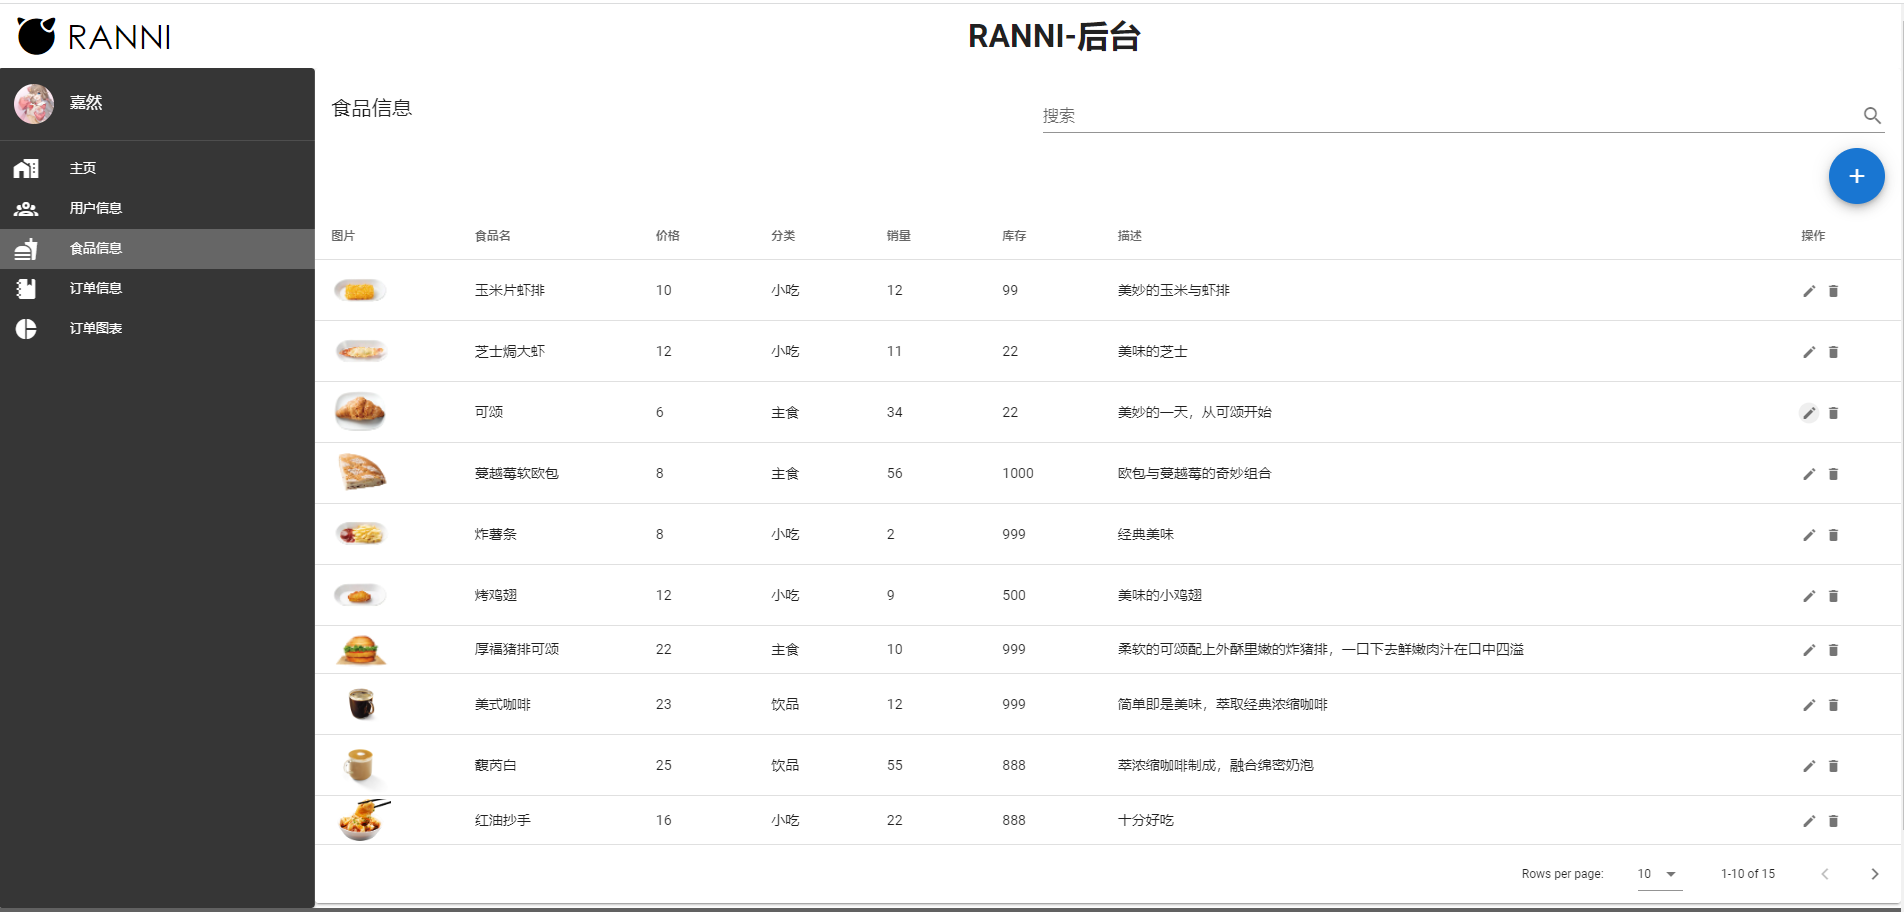 RANNI
RANNI-后台
嘉然
主页
用户信息
食品信息
订单信息
订单图表
食品信息
搜索
图片 食品名 价格 分类 销量 库存 描述 操作
玉米片虾排 10 小吃 12 99 美妙的玉米与虾排
芝士焗大虾 12 小吃 11 22 美味的芝士
可颂 6 主食 34 22 美妙的一天，从可颂开始
蔓越莓软欧包 8 主食 56 1000 欧包与蔓越莓的奇妙组合
炸薯条 8 小吃 2 999 经典美味
烤鸡翅 12 小吃 9 500 美味的小鸡翅
厚福猪排可颂 22 主食 10 999 柔软的可颂配上外酥里嫩的炸猪排，一口下去鲜嫩肉汁在口中四溢
美式咖啡 23 饮品 12 999 简单即是美味，萃取经典浓缩咖啡
馥芮白 25 饮品 55 888 萃浓缩咖啡制成，融合绵密奶泡
红油抄手 16 小吃 22 888 十分好吃
Rows per page: 10 1-10 of 15